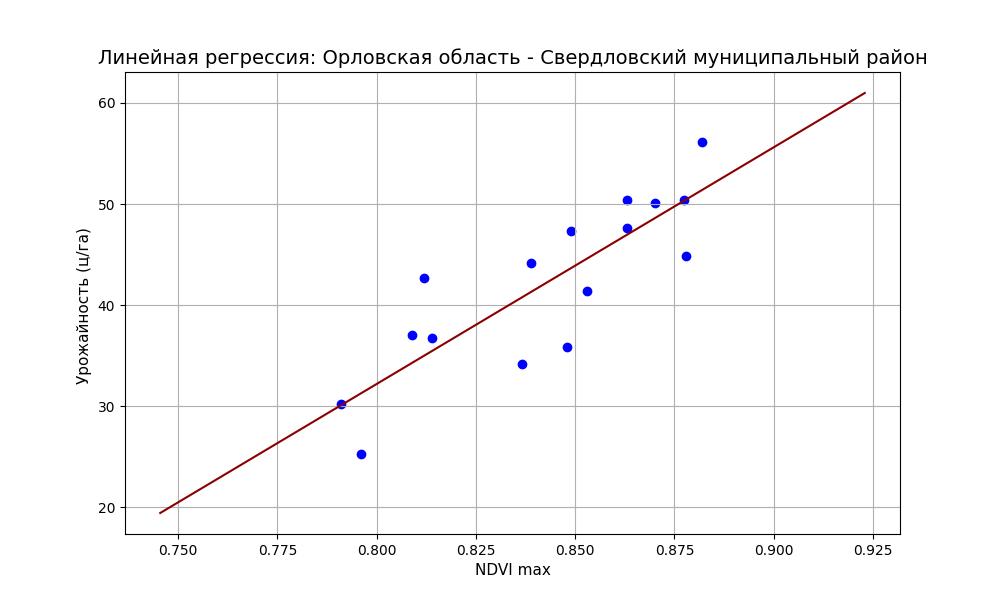 Линейная регрессия: Орловская область - Свердловский муниципальный район
60
50
40
30
20
Урожайность (ц/га)
0.750 0.775 0.800 0.825 0.850 0.875 0.900 0.925
NDVI max